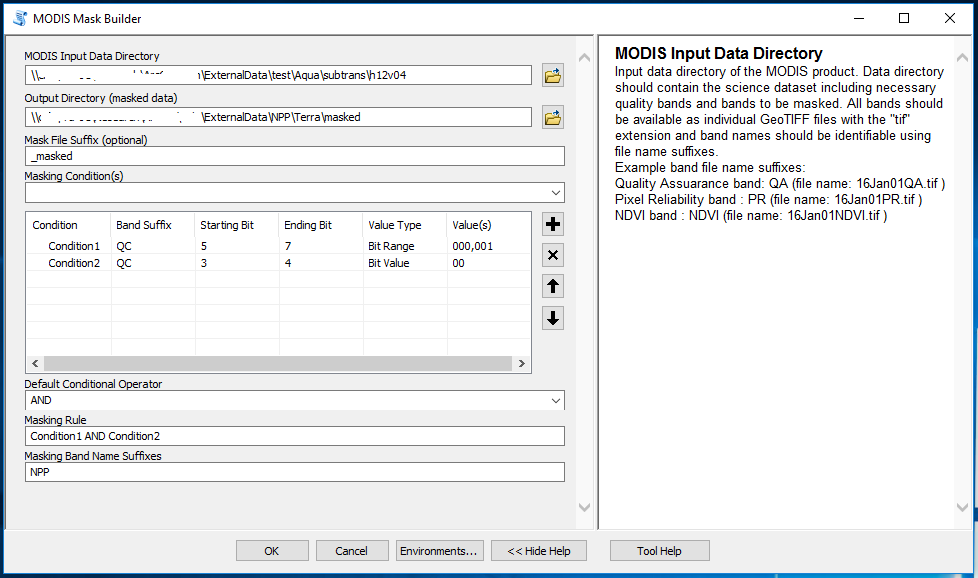 MODIS Mask Builder
MODIS Input Data Directory
\ExternalData\test\Aqua\subtrans\h12v04
Output Directory (masked data)
\ExternalData\NPP\Terra\masked
Mask File Suffix (optional)
_masked
Masking Condition(s)
Condition Band Suffix Starting Bit Ending Bit Value Type Value(s)
Condition1 QC 5 7 Bit Range 000,001
Condition2 QC 3 4 Bit Value 00
Default Conditional Operator
AND
Masking Rule
Condition1 AND Condition2
Masking Band Name Suffixes
NPP
MODIS Input Data Directory
Input data directory of the MODIS product. Data directory
should contain the science dataset including necessary
quality bands and bands to be masked. All bands should
be available as individual GeoTIFF files with the "tif"
extension and band names should be identifiable using
file name suffixes.
Example band file name suffixes:
Quality Assuarance band: QA (file name: 16Jan01QA.tif )
Pixel Reliability band : PR (file name: 16Jan01PR.tif )
NDVI band : NDVI (file name: 16Jan01NDVI.tif )
OK
Cancel
Environments...
<< Hide Help
Tool Help